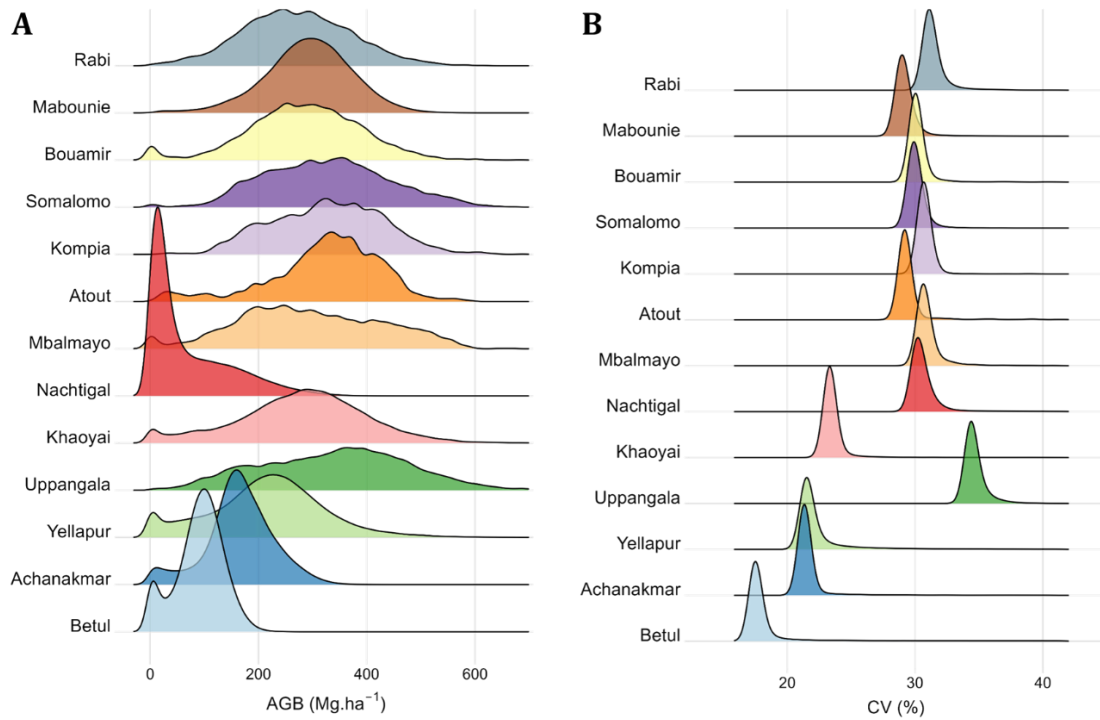 A
Rabi
Mabounie
Bouamir
Somalomo
Kompia
Atout
Mbalmayo
Nachtigal
Khaoyai
Uppangala
Yellapur
Achanakmar
Betul
0 200 400 600
AGB (Mg.ha⁻¹)
B
Rabi
Mabounie
Bouamir
Somalomo
Kompia
Atout
Mbalmayo
Nachtigal
Khaoyai
Uppangala
Yellapur
Achanakmar
Betul
20 30 40
CV (%)